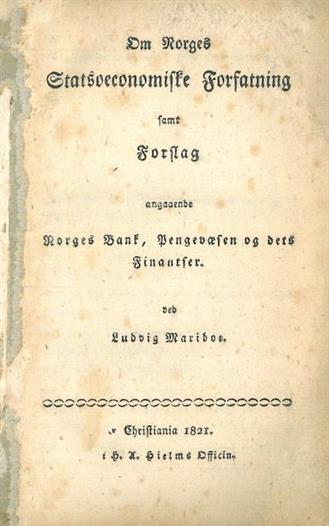 Om Norges
Statsoeconomiske Forfatning
samt
Forslag
angaaende
Norges Bank, Pengevæsen og dets
Finantser.
ved
Ludvig Mariboe.
Christiania 1821.
H. A. Hielms Officin.